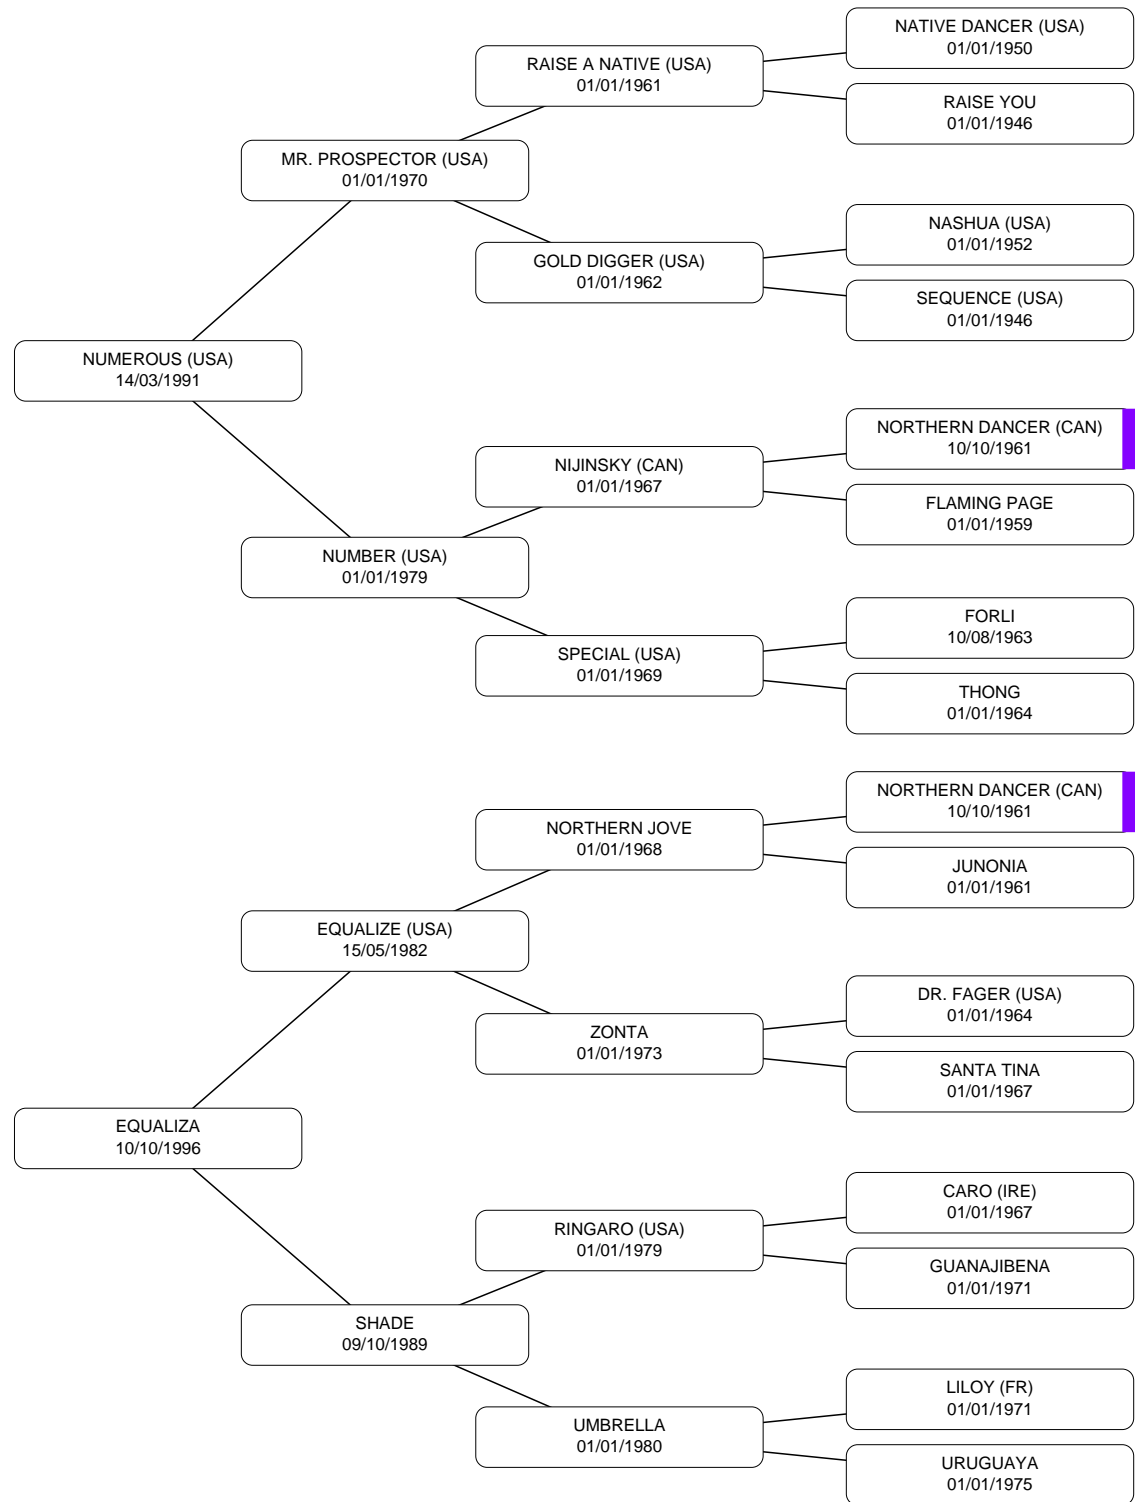 NATIVE DANCER (USA)
01/01/1950
RAISE A NATIVE (USA)
01/01/1961
RAISE YOU
01/01/1946
MR. PROSPECTOR (USA)
01/01/1970
NASHUA (USA)
01/01/1952
GOLD DIGGER (USA)
01/01/1962
SEQUENCE (USA)
01/01/1946
NUMEROUS (USA)
14/03/1991
NORTHERN DANCER (CAN)
10/10/1961
NIJINSKY (CAN)
01/01/1967
FLAMING PAGE
01/01/1959
NUMBER (USA)
01/01/1979
FORLI
10/08/1963
SPECIAL (USA)
01/01/1969
THONG
01/01/1964
NORTHERN DANCER (CAN)
10/10/1961
NORTHERN JOVE
01/01/1968
JUNONIA
01/01/1961
EQUALIZE (USA)
15/05/1982
DR. FAGER (USA)
01/01/1964
ZONTA
01/01/1973
SANTA TINA
01/01/1967
EQUALIZA
10/10/1996
CARO (IRE)
01/01/1967
RINGARO (USA)
01/01/1979
GUANAJIBENA
01/01/1971
SHADE
09/10/1989
LILOY (FR)
01/01/1971
UMBRELLA
01/01/1980
URUGUAYA
01/01/1975